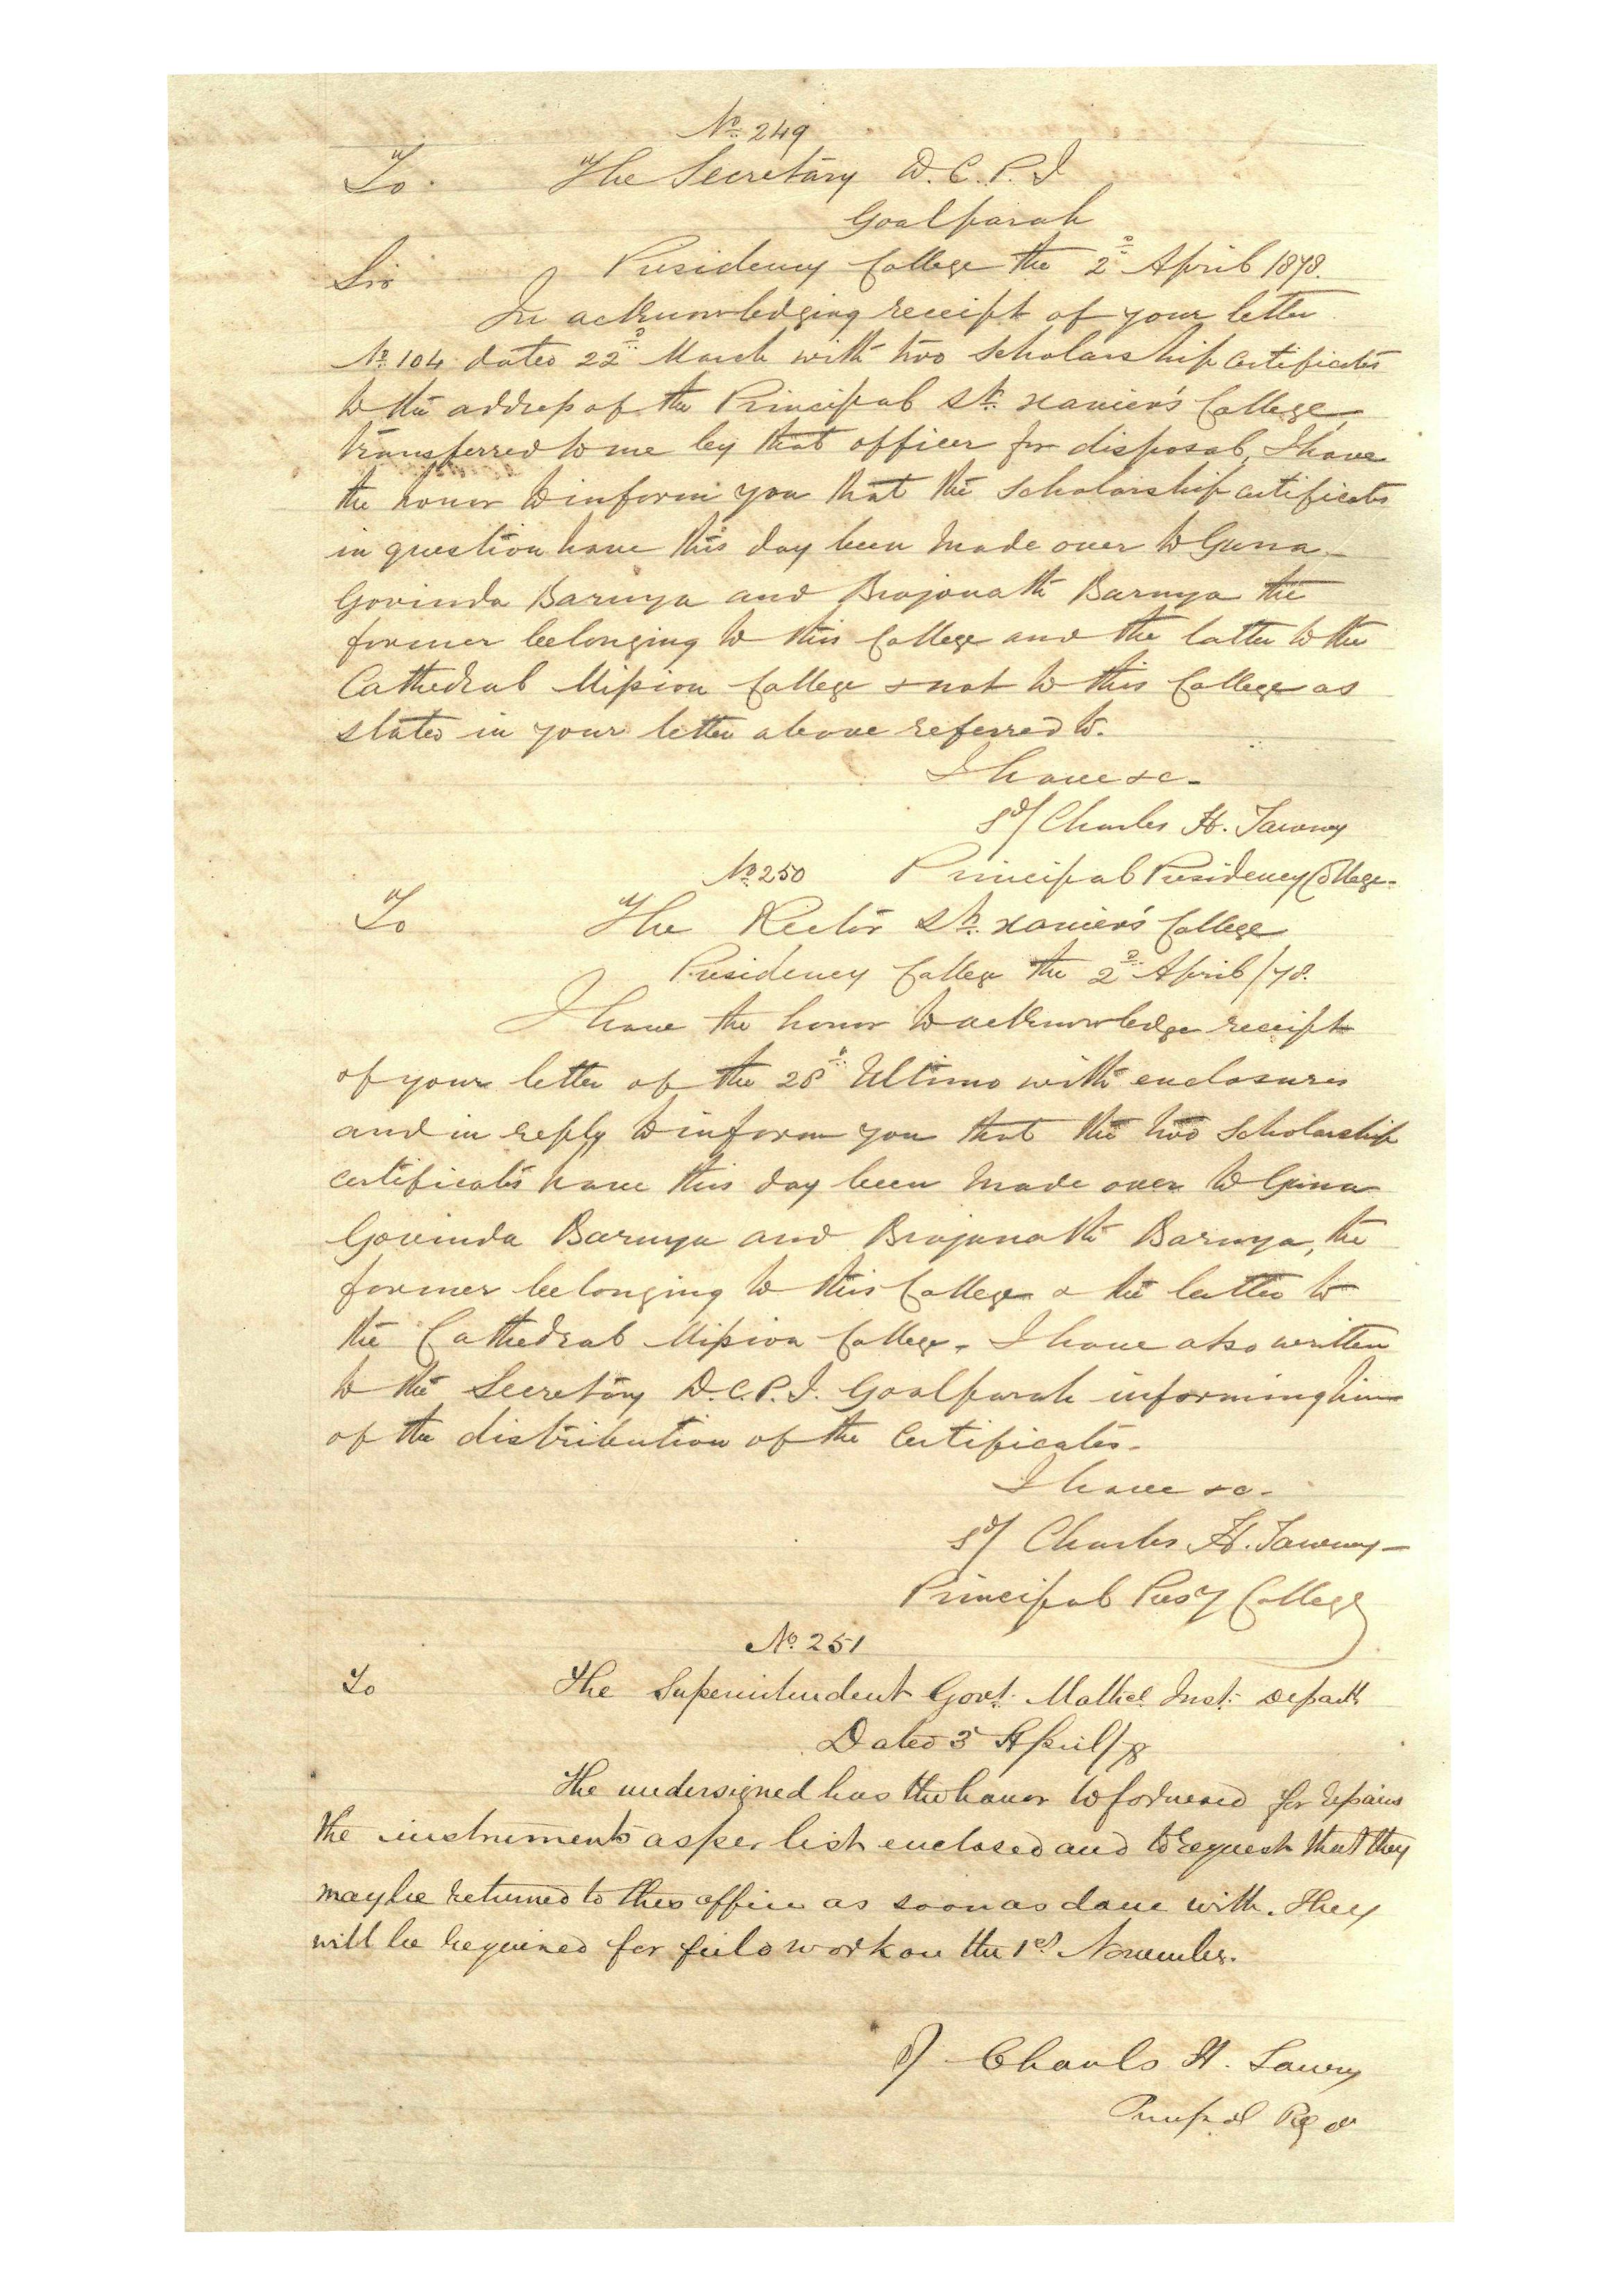 No. 249
To The Secretary D.C.P.I
Goalparah
Presidency College the 2d April 1878.
Sir
In acknowledging receipt of your letter
No. 104 dated 22d March with two Scholarship certificates
to the address of the Principal St. Xavier's College
transferred to me by that officer for disposal, I have
the honor to inform you that the scholarship certificates
in question have this day been made over to Guna
Govinda Baruya and Brojonath Baruya the
former belonging to this College and the latter to the
Cathedral Mission College & not to this College as
stated in your letter above referred to.
I have &c-
Sd/ Charles H. Tawney
Principal Presidency College-
No. 250
To The Rector St. Xavier's College
Presidency College the 2d April /78.
I have the honor to acknowledge receipt
of your letter of the 28th Ultimo with enclosures
and in reply to inform you that the two Scholarship
certificates have this day been made over to Guna
Govinda Baruya and Brojonath Baruya, the
former belonging to this College & the latter to
the Cathedral Mission College. I have also written
to the Secretary D.C.P.I. Goalparah informing him
of the distribution of the Certificates-
I have &c-
Sd/ Charles H. Tawney-
Principal Presy College
No. 251
To The Superintendent Govt. Inst. Depart
Dated 3 April/78
The undersigned has the honor to forward for repairs
the instruments as per list enclosed and to request that they
may be returned to this office as soon as done with. They
will be required for field work on the 1st November.
Sd/ Charles H. Tawney